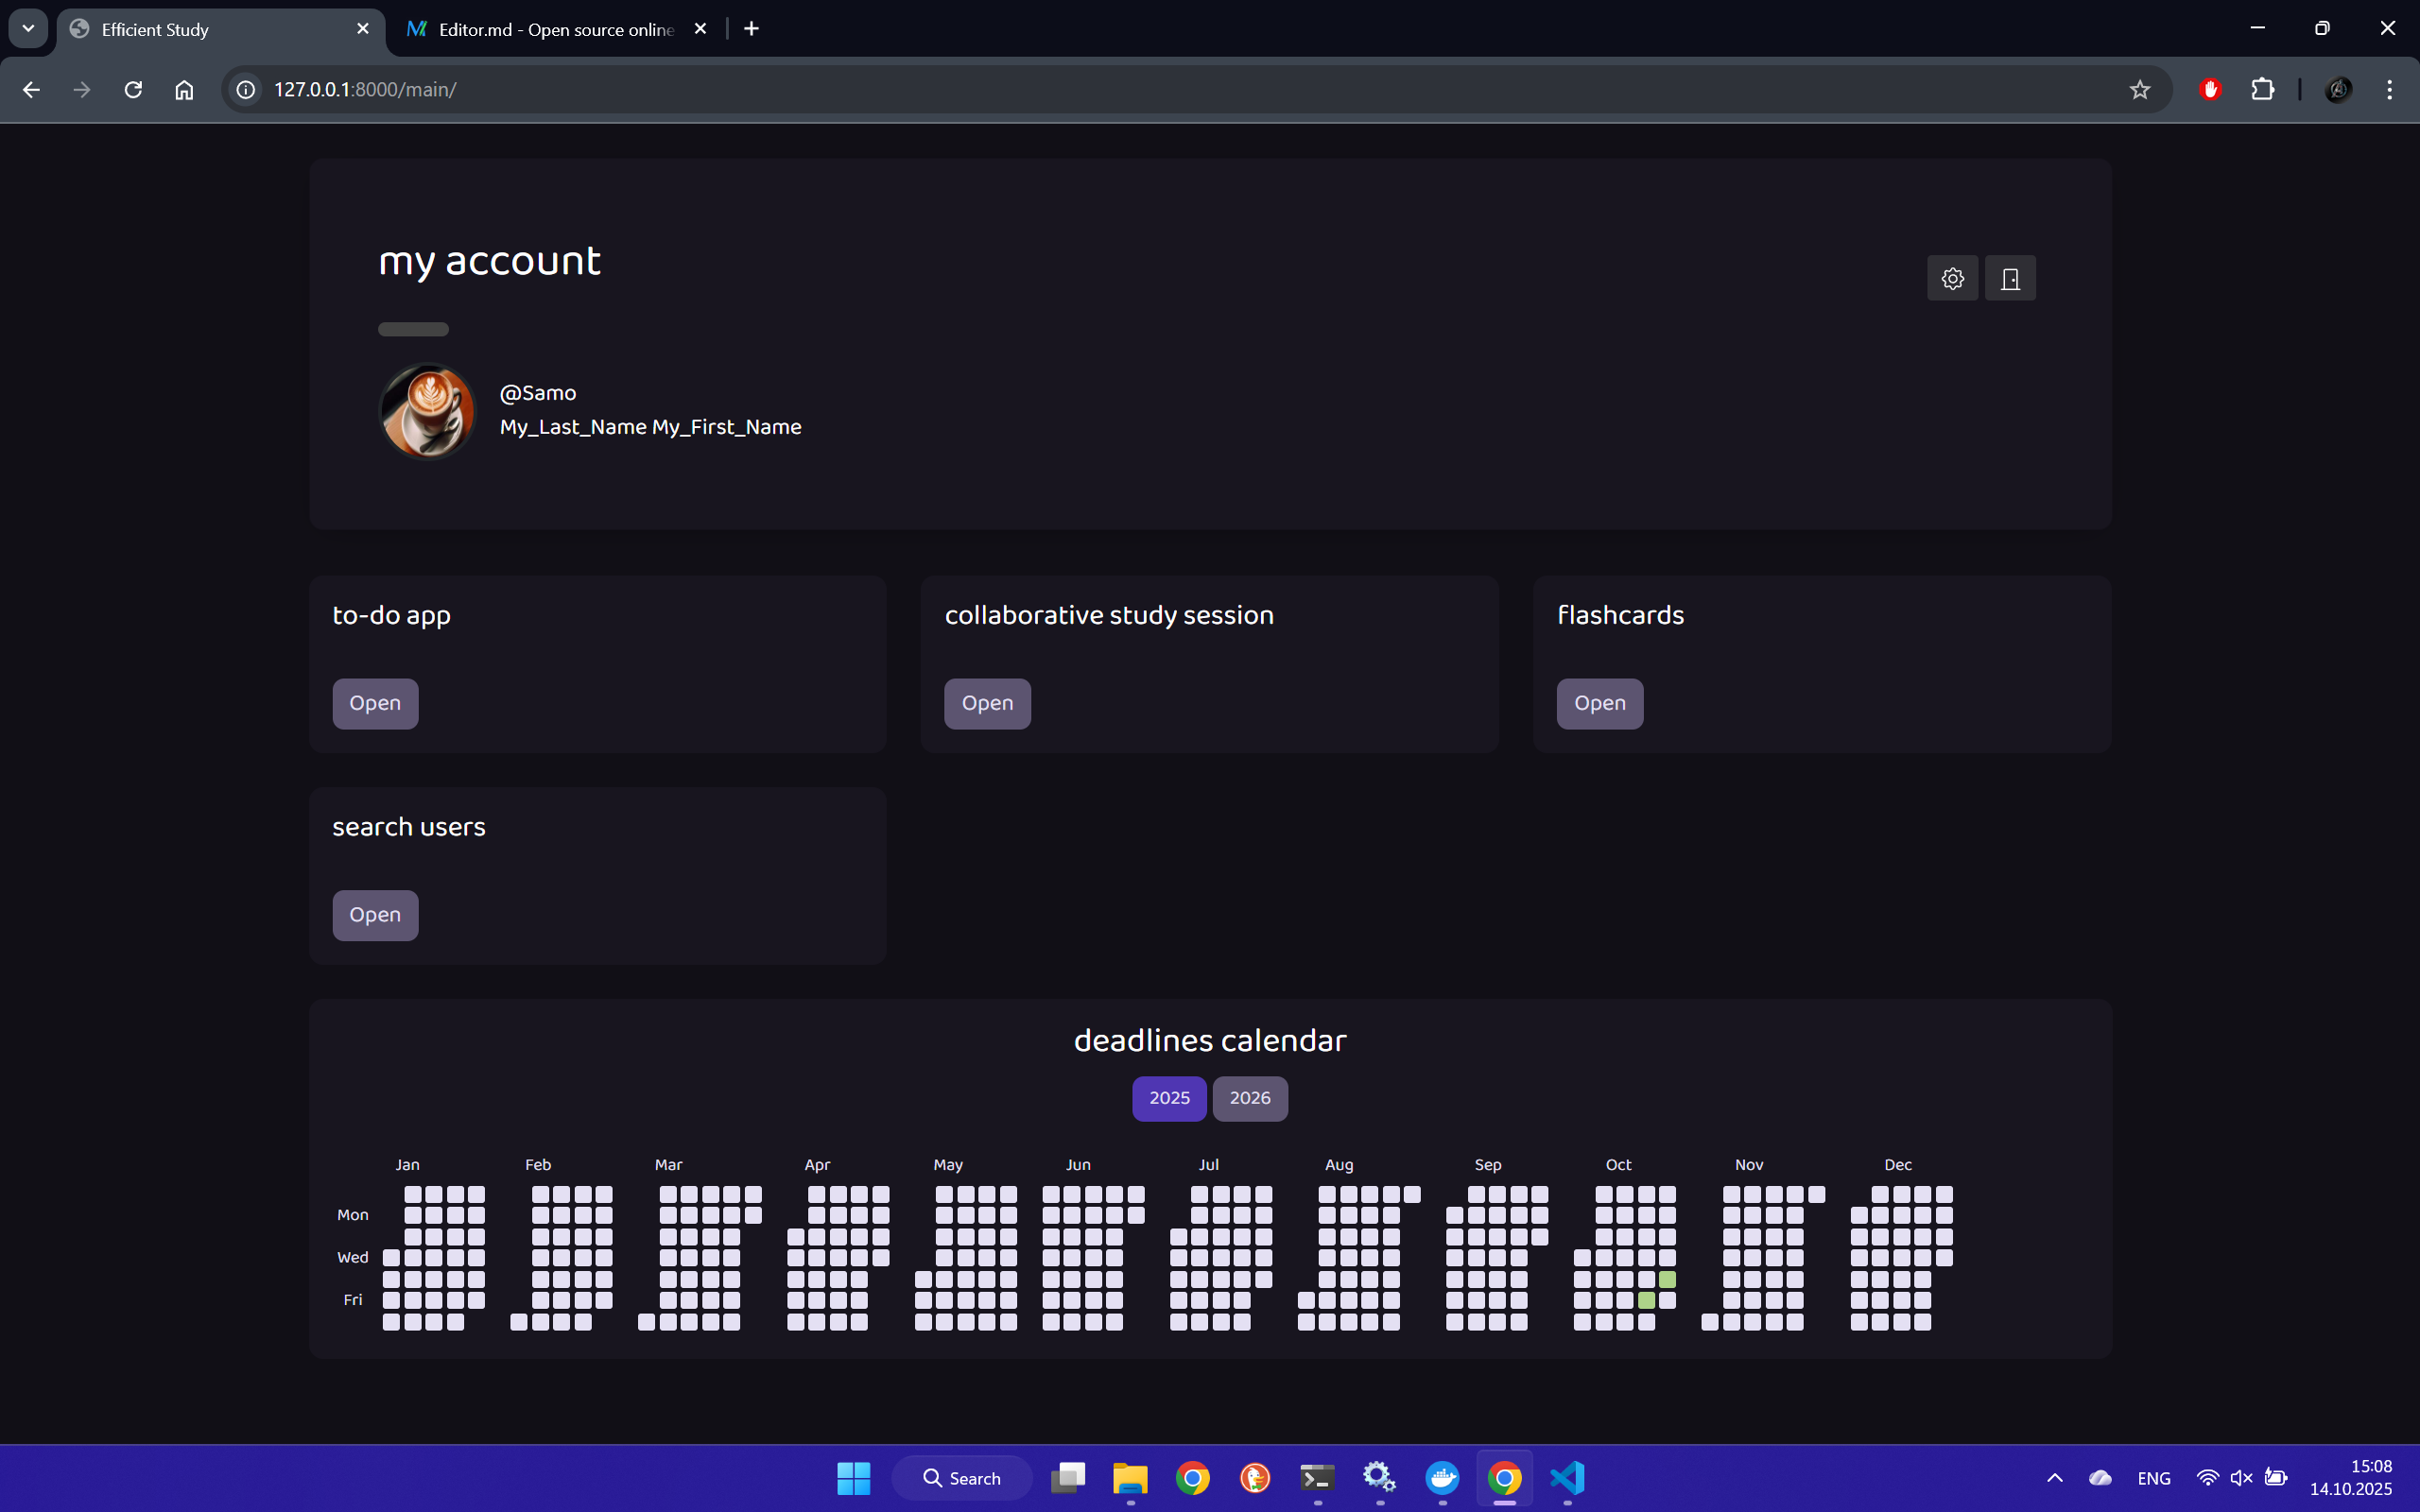 Efficient Study
Editor.md - Open source online
127.0.0.1:8000/main/
my account
@Samo
My_Last_Name My_First_Name
to-do app
collaborative study session
flashcards
Open
Open
Open
search users
Open
deadlines calendar
2025 2026
Jan Feb Mar Apr May Jun Jul Aug Sep Oct Nov Dec
Mon
Wed
Fri
Search
ENG
15:08
14.10.2025